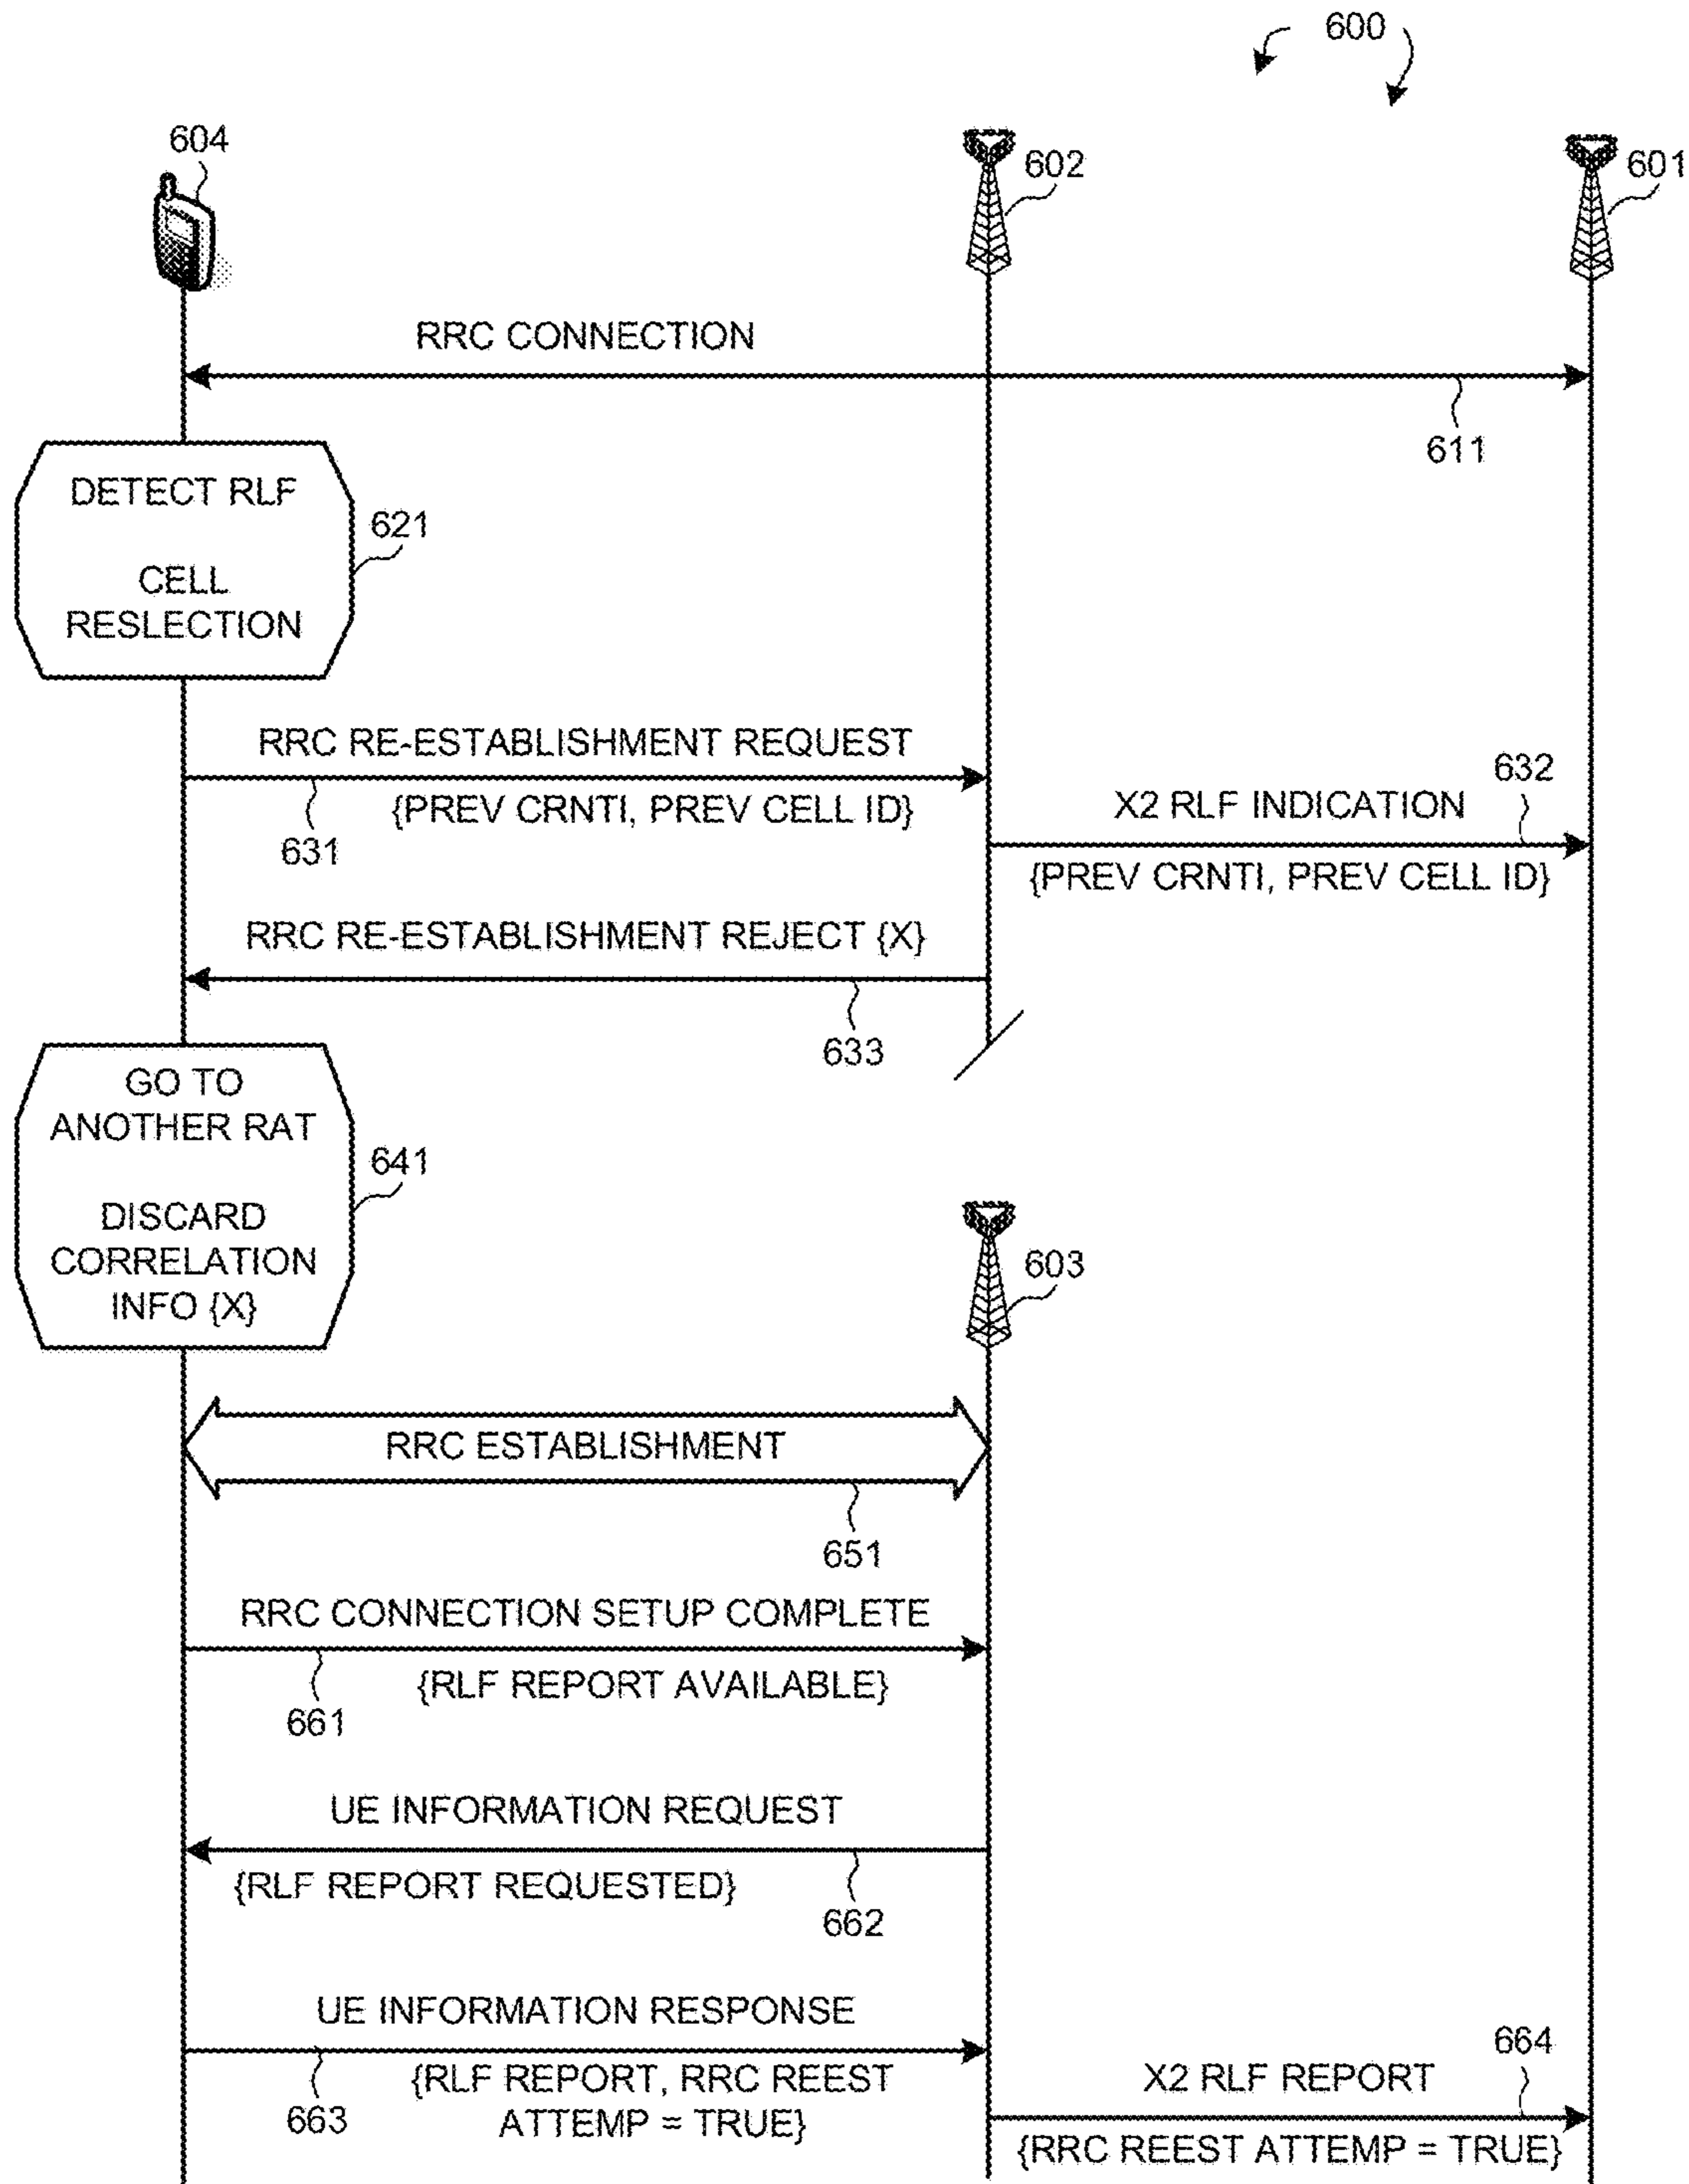 600
604
602
601
RRC CONNECTION
611
DETECT RLF
CELL
RESLECTION
621
RRC RE-ESTABLISHMENT REQUEST
{PREV CRNTI, PREV CELL ID}
631
632
X2 RLF INDICATION
{PREV CRNTI, PREV CELL ID}
RRC RE-ESTABLISHMENT REJECT {X}
633
GO TO
ANOTHER RAT
DISCARD
CORRELATION
INFO {X}
641
603
RRC ESTABLISHMENT
651
RRC CONNECTION SETUP COMPLETE
{RLF REPORT AVAILABLE}
661
UE INFORMATION REQUEST
{RLF REPORT REQUESTED}
662
UE INFORMATION RESPONSE
{RLF REPORT, RRC REEST
ATTEMP = TRUE}
663
664
X2 RLF REPORT
{RRC REEST ATTEMP = TRUE}